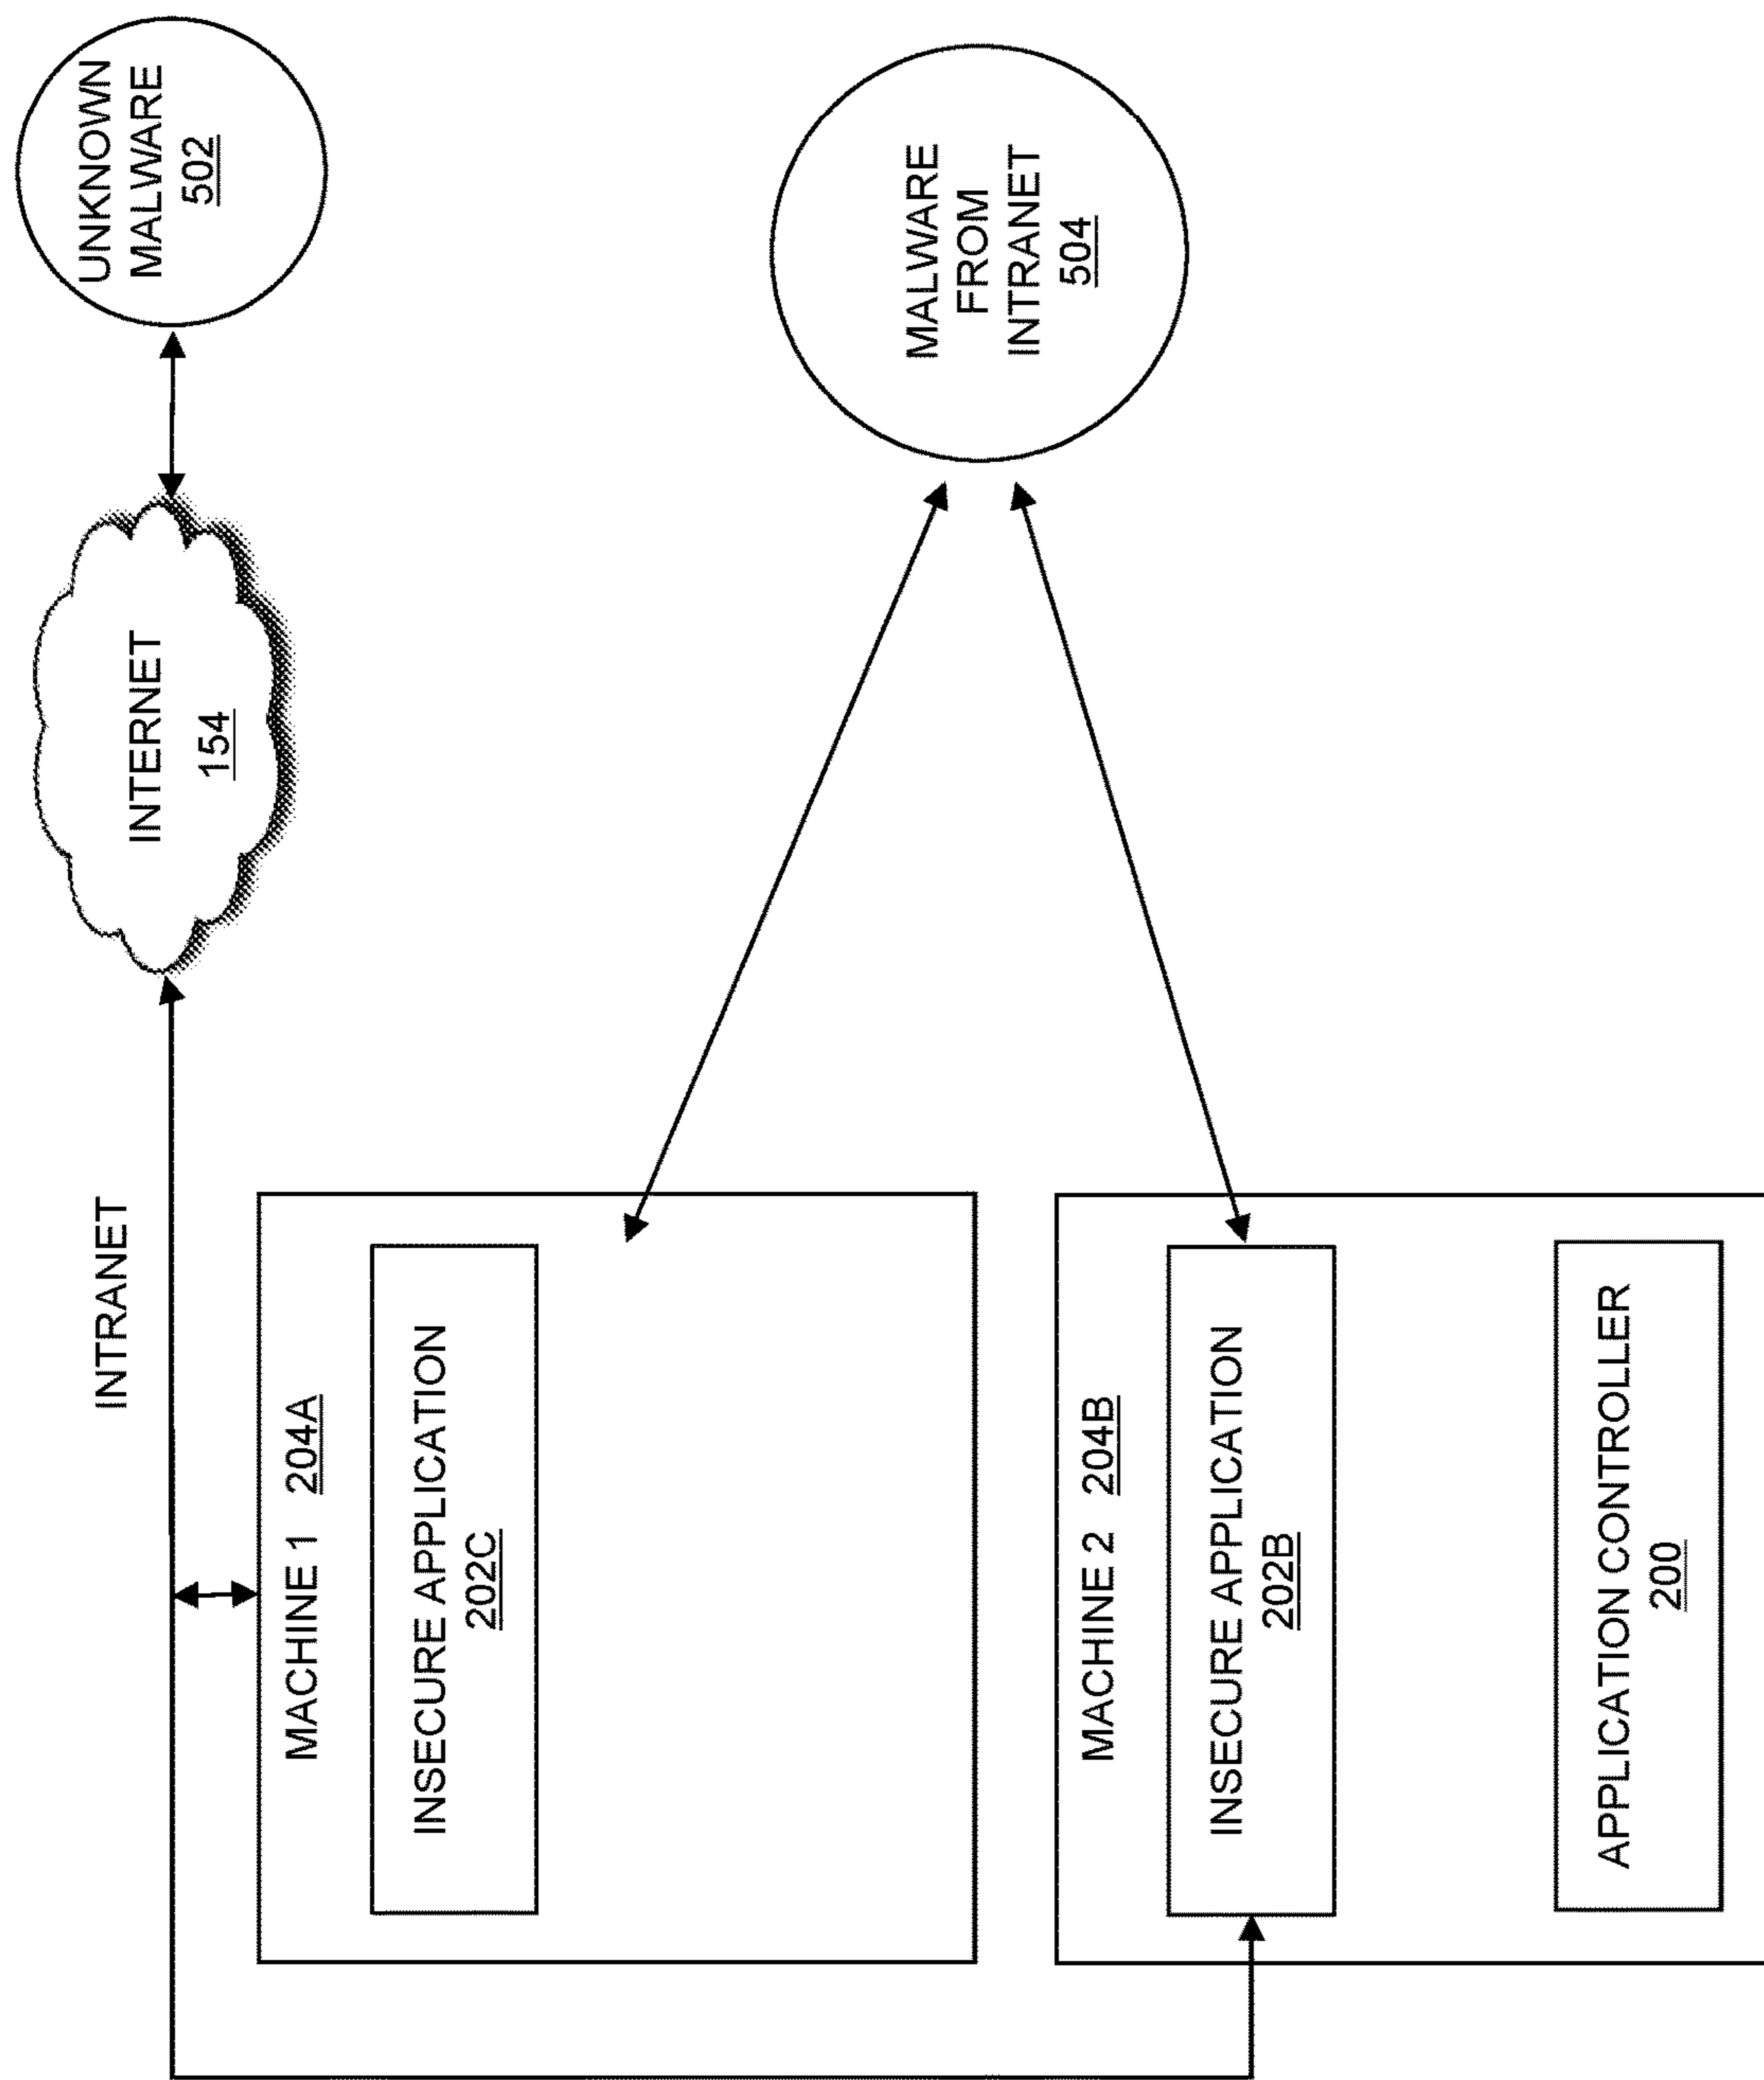 INTRANET
MACHINE 1 204A
INSECURE APPLICATION
202C
MACHINE 2 204B
INSECURE APPLICATION
202B
APPLICATION CONTROLLER
200
INTERNET
154
UNKNOWN
MALWARE
502
MALWARE
FROM
INTRANET
504